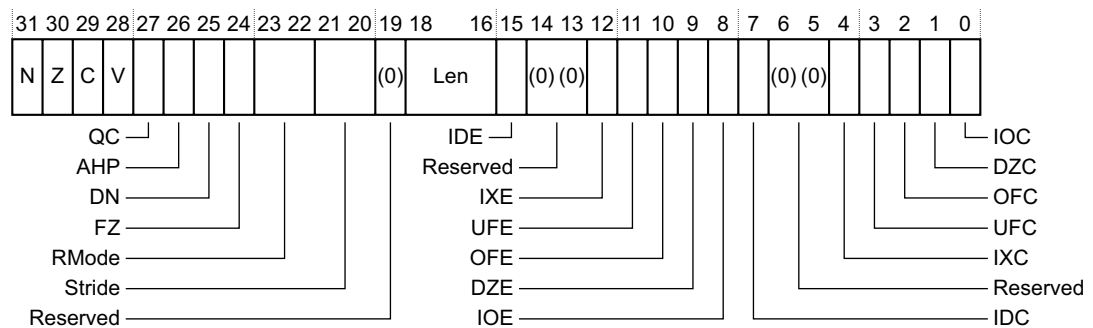 31 30 29 28 27 26 25 24 23 22 21 20 19 18 16 15 14 13 12 11 10 9 8 7 6 5 4 3 2 1 0
N Z C V (0) Len (0) (0) (0) (0)
QC IDE IOC
AHP Reserved DZC
DN IXE OFC
FZ UFE UFC
RMode OFE IXC
Stride DZE Reserved
Reserved IOE IDC